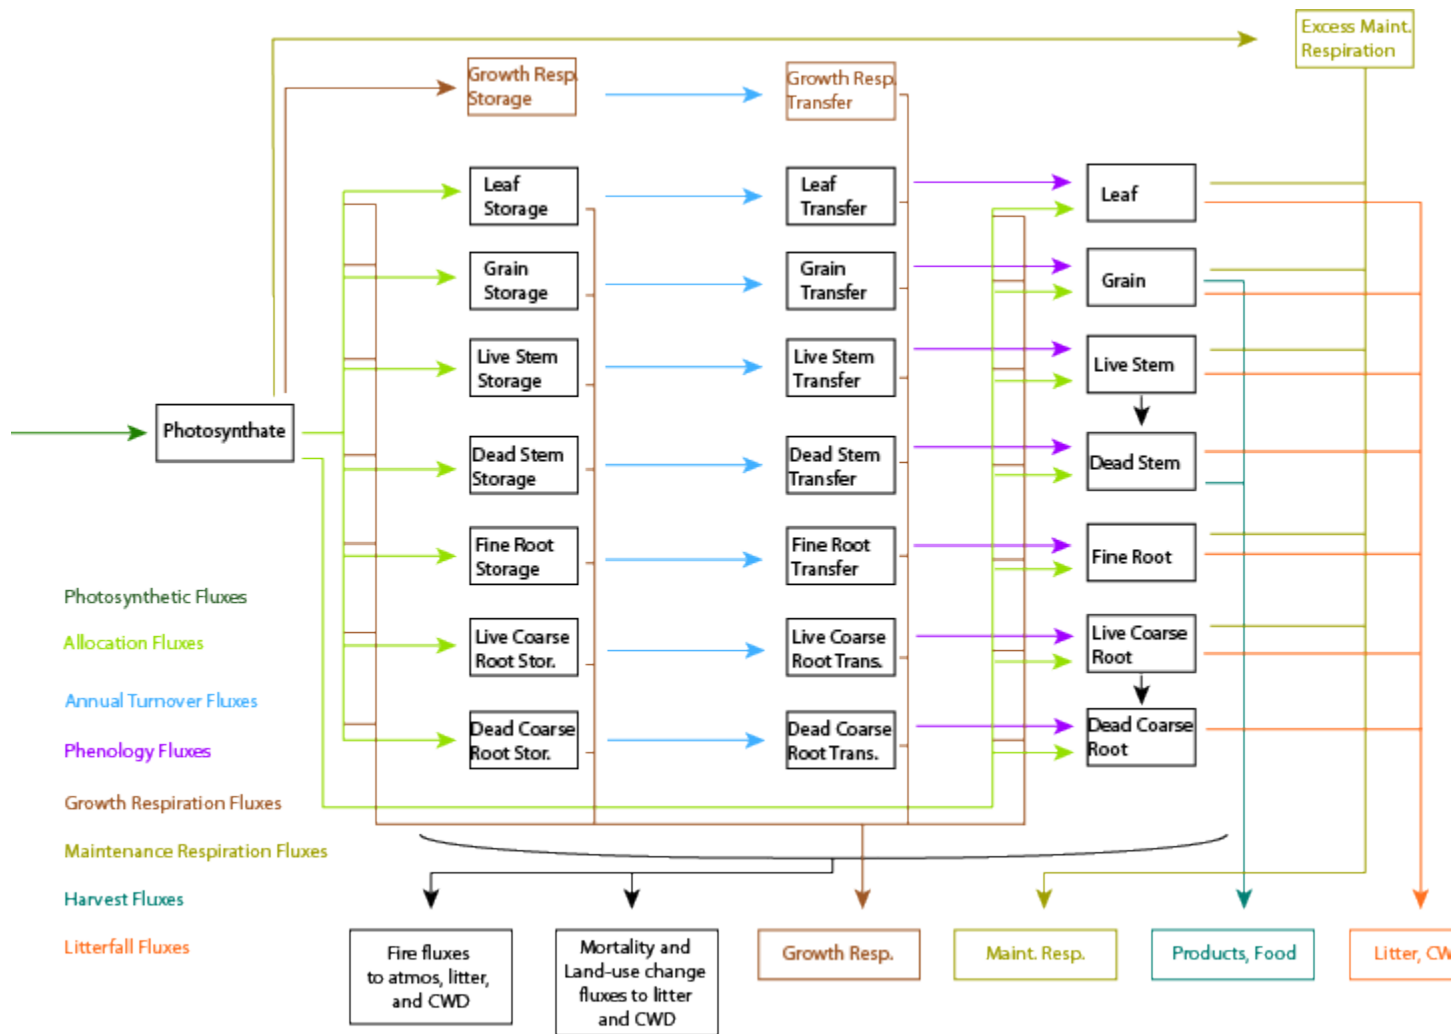 Excess Maint.
Respiration
Growth Resp.
Storage
Growth Resp.
Transfer
Leaf
Storage
Leaf
Transfer
Leaf
Grain
Storage
Grain
Transfer
Grain
Live Stem
Storage
Live Stem
Transfer
Live Stem
Photosynthate
Dead Stem
Storage
Dead Stem
Transfer
Dead Stem
Fine Root
Storage
Fine Root
Transfer
Fine Root
Live Coarse
Root Stor.
Live Coarse
Root Trans.
Live Coarse
Root
Dead Coarse
Root Stor.
Dead Coarse
Root Trans.
Dead Coarse
Root
Photosynthetic Fluxes
Allocation Fluxes
Annual Turnover Fluxes
Phenology Fluxes
Growth Respiration Fluxes
Maintenance Respiration Fluxes
Harvest Fluxes
Litterfall Fluxes
Fire fluxes
to atmos, litter,
and CWD
Mortality and
Land-use change
fluxes to litter
and CWD
Growth Resp.
Maint. Resp.
Products, Food
Litter,